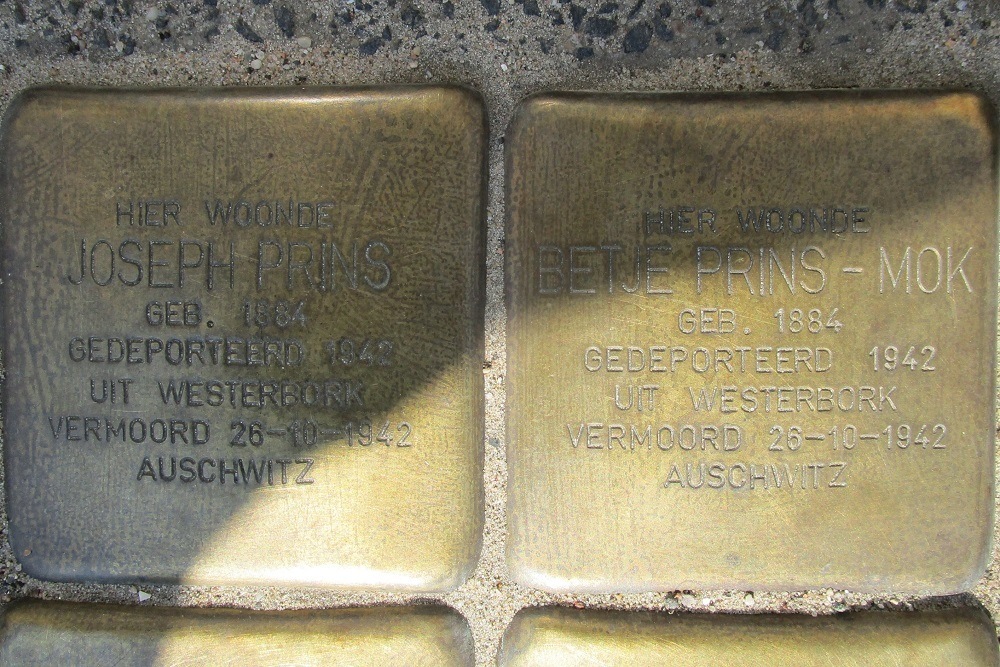 HIER WOONDE
JOSEPH PRINS
GEB. 1884
GEDEPORTEERD 1942
UIT WESTERBORK
VERMOORD 26-10-1942
AUSCHWITZ
HIER WOONDE
BETJE PRINS - MOK
GEB. 1884
GEDEPORTEERD 1942
UIT WESTERBORK
VERMOORD 26-10-1942
AUSCHWITZ